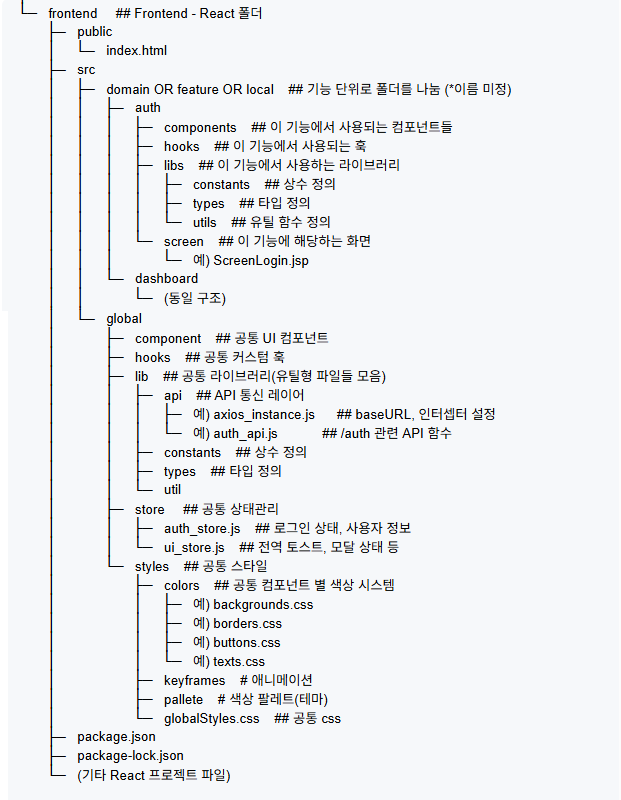 frontend ## Frontend - React 폴더
public
index.html
src
domain OR feature OR local ## 기능 단위로 폴더를 나눔 (*이름 미정)
auth
components ## 이 기능에서 사용되는 컴포넌트들
hooks ## 이 기능에서 사용되는 훅
libs ## 이 기능에서 사용하는 라이브러리
constants ## 상수 정의
types ## 타입 정의
utils ## 유틸 함수 정의
screen ## 이 기능에 해당하는 화면
예) ScreenLogin.jsp
dashboard
(동일 구조)
global
component ## 공통 UI 컴포넌트
hooks ## 공통 커스텀 훅
lib ## 공통 라이브러리(유틸형 파일들 모음)
api ## API 통신 레이어
예) axios_instance.js ## baseURL, 인터셉터 설정
예) auth_api.js ## /auth 관련 API 함수
constants ## 상수 정의
types ## 타입 정의
util
store ## 공통 상태관리
auth_store.js ## 로그인 상태, 사용자 정보
ui_store.js ## 전역 토스트, 모달 상태 등
styles ## 공통 스타일
colors ## 공통 컴포넌트 별 색상 시스템
예) backgrounds.css
예) borders.css
예) buttons.css
예) texts.css
keyframes # 애니메이션
pallete # 색상 팔레트(테마)
globalStyles.css ## 공통 css
package.json
package-lock.json
(기타 React 프로젝트 파일)